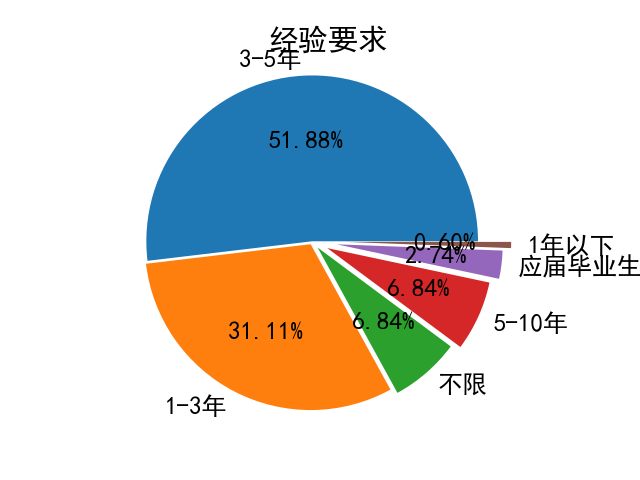 经验要求
3-5年
51.88%
0.60%
1年以下
2.74%
应届毕业生
6.84%
5-10年
6.84%
不限
31.11%
1-3年